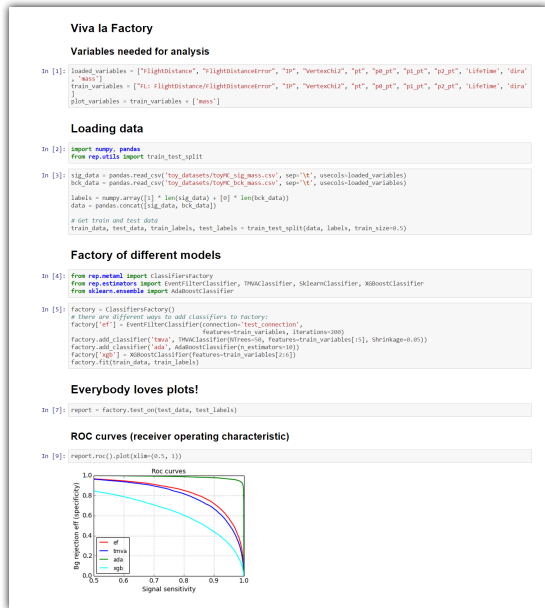 Viva la Factory
Variables needed for analysis
In [1]: loaded_variables = ["FlightDistance", "FlightDistanceError", "IP", "VertexChi2", "pt", "p0_pt", "p1_pt", "p2_pt", 'LifeTime', 'dira'
, 'mass']
train_variables = ["FL: FlightDistance/FlightDistanceError", "IP", "VertexChi2", "pt", "p0_pt", "p1_pt", "p2_pt", 'LifeTime', 'dira'
]
plot_variables = train_variables + ['mass']
Loading data
In [2]: import numpy, pandas
from rep.utils import train_test_split
In [3]: sig_data = pandas.read_csv('toy_datasets/toyMC_sig_mass.csv', sep='\t', usecols=loaded_variables)
bck_data = pandas.read_csv('toy_datasets/toyMC_bck_mass.csv', sep='\t', usecols=loaded_variables)
labels = numpy.array([1] * len(sig_data) + [0] * len(bck_data))
data = pandas.concat([sig_data, bck_data])
# Get train and test data
train_data, test_data, train_labels, test_labels = train_test_split(data, labels, train_size=0.5)
Factory of different models
In [4]: from rep.metaml import ClassifiersFactory
from rep.estimators import EventFilterClassifier, TMVAClassifier, SklearnClassifier, XGBoostClassifier
from sklearn.ensemble import AdaBoostClassifier
In [5]: factory = ClassifiersFactory()
# there are different ways to add classifiers to Factory:
factory['ef'] = EventFilterClassifier(connection='test_connection',
features=train_variables, iterations=200)
factory.add_classifier('tmva', TMVAClassifier(NTrees=50, features=train_variables[:5], Shrinkage=0.05))
factory.add_classifier('ada', AdaBoostClassifier(n_estimators=10))
factory['xgb'] = XGBoostClassifier(features=train_variables[2:6])
factory.fit(train_data, train_labels)
Everybody loves plots!
In [7]: report = factory.test_on(test_data, test_labels)
ROC curves (receiver operating characteristic)
In [9]: report.roc().plot(xlim=(0.5, 1))
Roc curves
Bg rejection eff (specificity)
1.0
0.8
0.6
0.4
0.2
0.0
ef
tmva
ada
xgb
0.5 0.6 0.7 0.8 0.9 1.0
Signal sensitivity